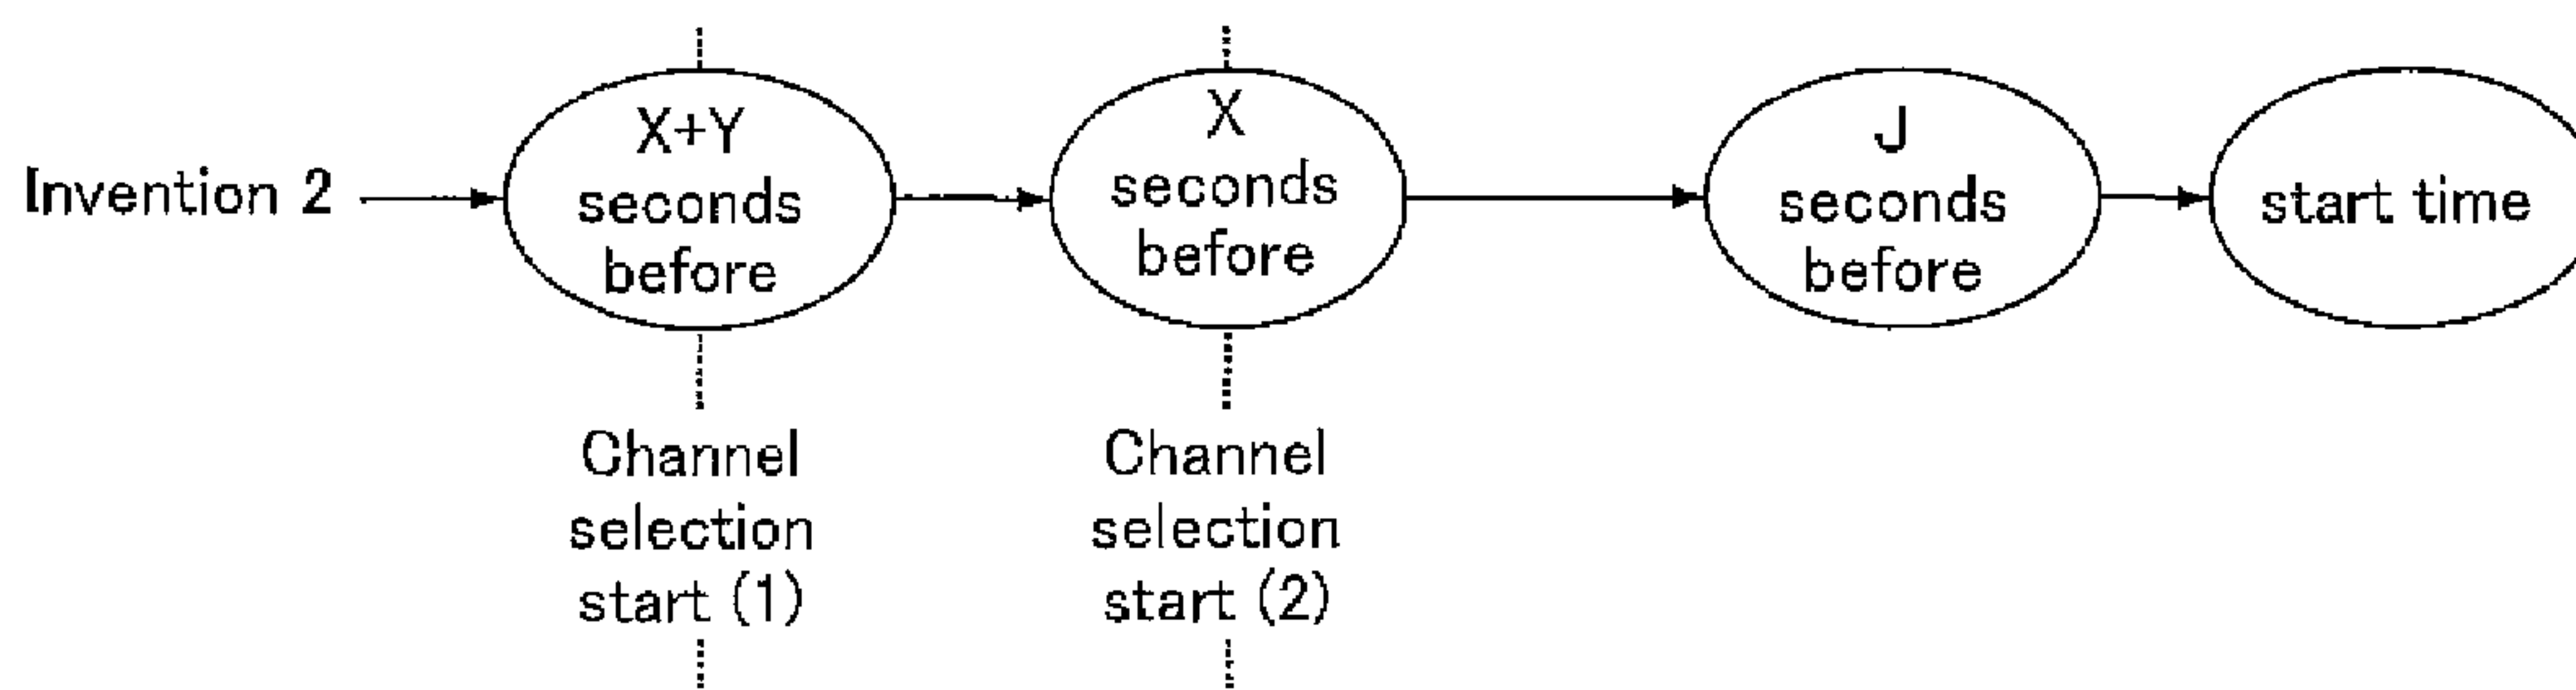 Invention 2
X+Y
seconds
before
X
seconds
before
J
seconds
before
start time
Channel
selection
start (1)
Channel
selection
start (2)